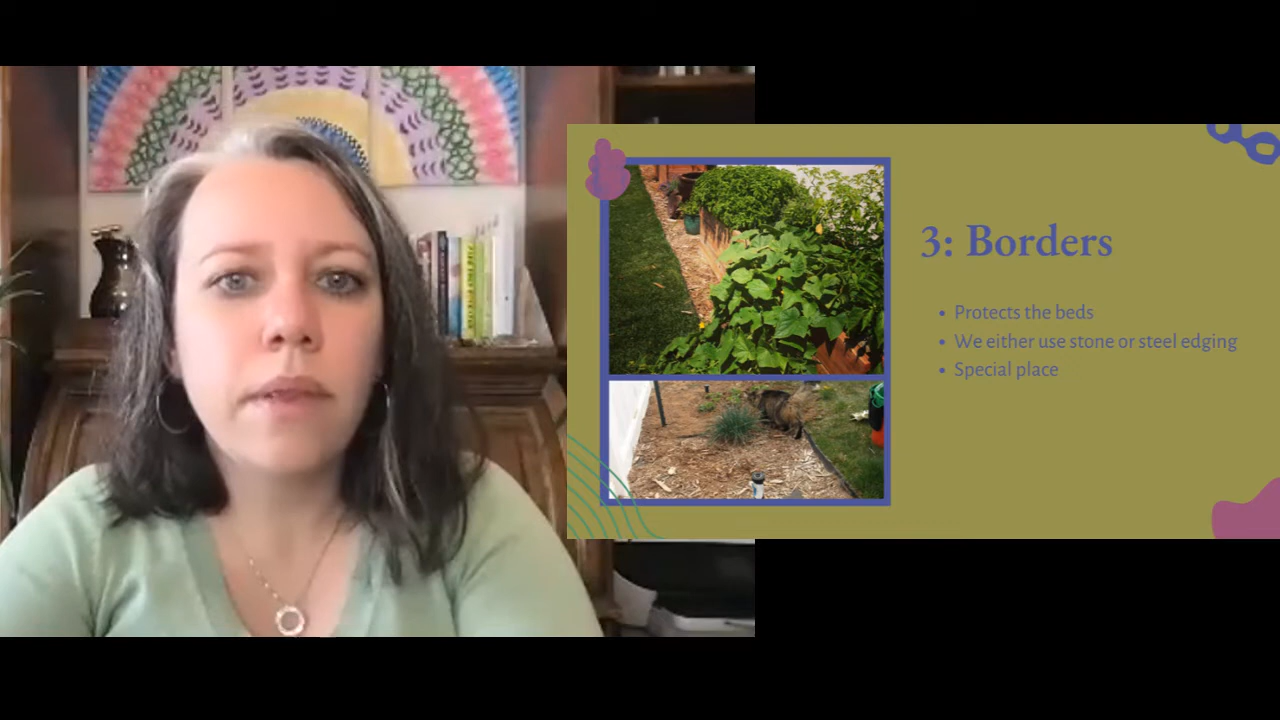 3: Borders
• Protects the beds
• We either use stone or steel edging
• Special place